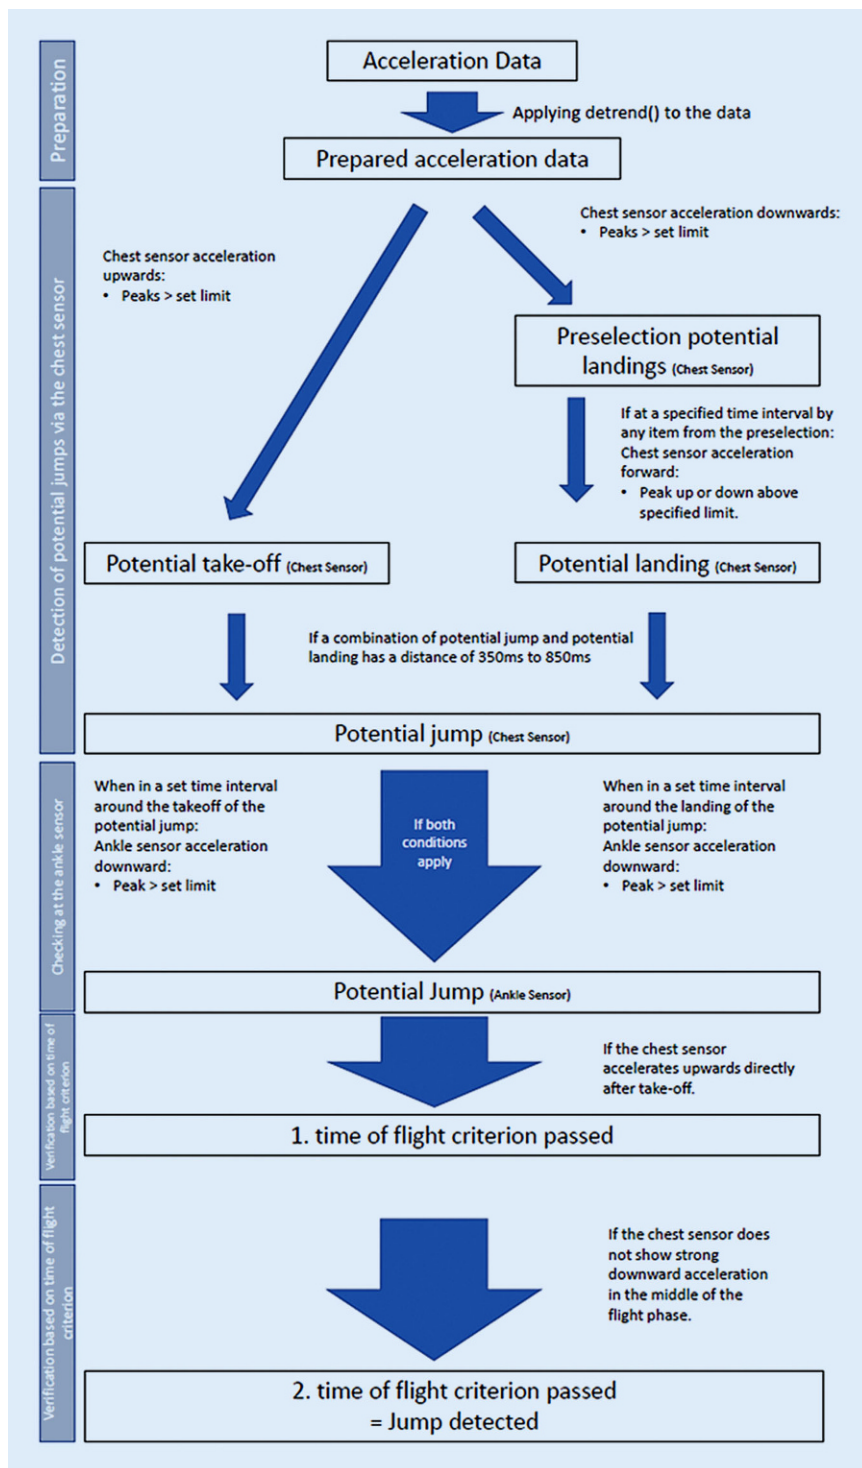 Preparation
Acceleration Data
Applying detrend() to the data
Prepared acceleration data
Detection of potential jumps via the chest sensor
Chest sensor acceleration downwards:
• Peaks > set limit
Chest sensor acceleration
upwards:
• Peaks > set limit
Preselection potential
landings (Chest Sensor)
If at a specified time interval by
any item from the preselection:
Chest sensor acceleration
forward:
• Peak up or down above
specified limit.
Potential take-off (Chest Sensor)
Potential landing (Chest Sensor)
If a combination of potential jump and potential
landing has a distance of 350ms to 850ms
Potential jump (Chest Sensor)
Checking at the ankle sensor
When in a set time interval
around the takeoff of the
potential jump:
Ankle sensor acceleration
downward:
• Peak > set limit
If both
conditions
apply
When in a set time interval
around the landing of the
potential jump:
Ankle sensor acceleration
downward:
• Peak > set limit
Potential Jump (Ankle Sensor)
Verification based on time of
flight criterion
If the chest sensor
accelerates upwards directly
after take-off.
1. time of flight criterion passed
Verification based on time of flight
criterion
If the chest sensor does
not show strong
downward acceleration
in the middle of the
flight phase.
2. time of flight criterion passed
= Jump detected